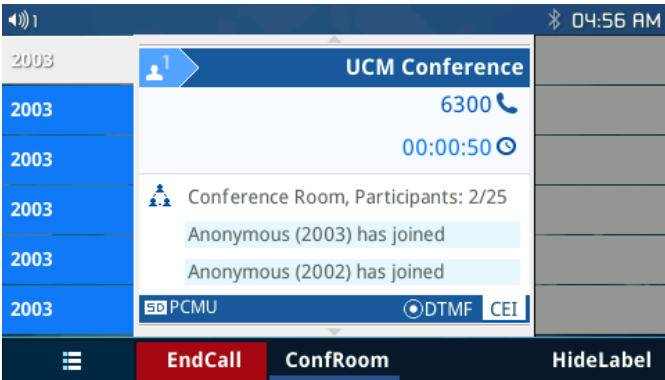 1
04:56 AM
2003
2003
2003
2003
2003
2003
1
UCM Conference
6300
00:00:50
Conference Room, Participants: 2/25
Anonymous (2003) has joined
Anonymous (2002) has joined
SD PCMU
DTMF CEI
EndCall ConfRoom HideLabel